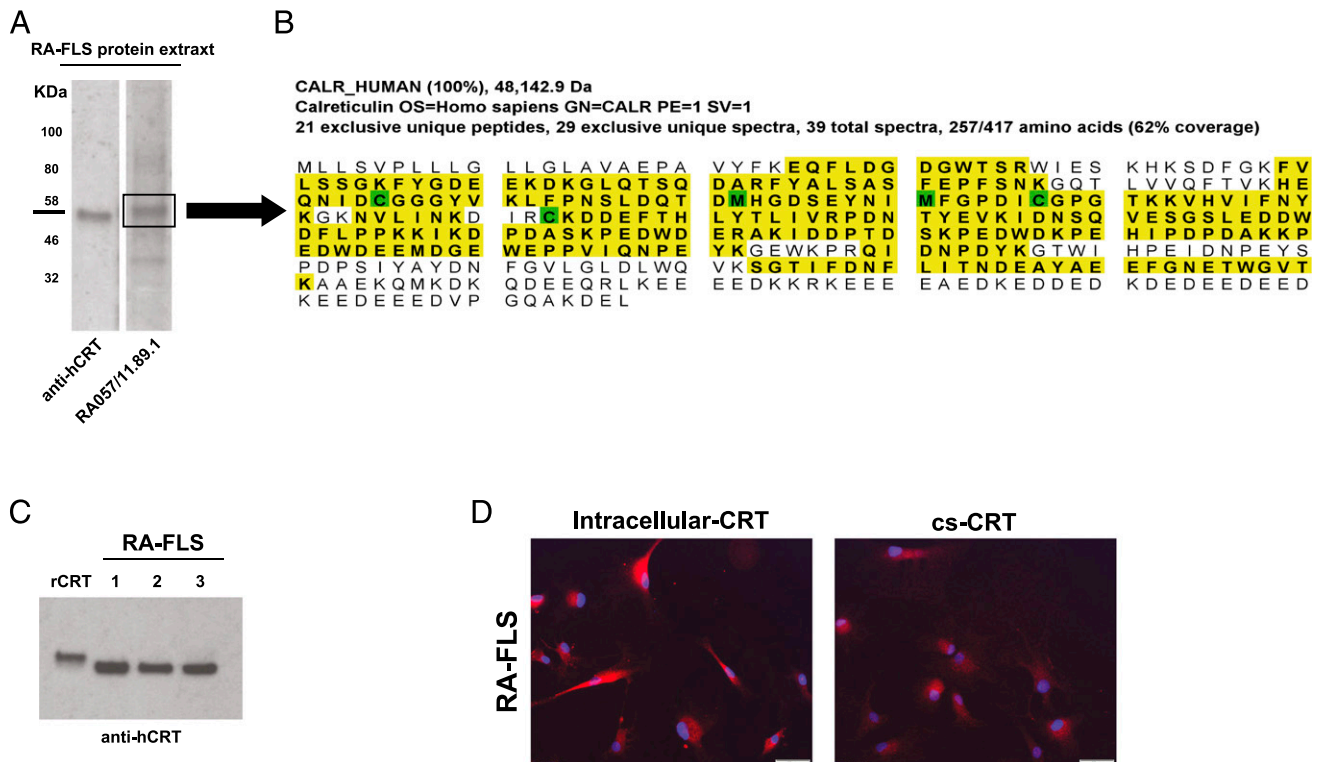 A
RA-FLS protein extraxt
KDa
100
80
58
46
32
anti-hCRT
RA057/11.89.1
B
CALR_HUMAN (100%), 48,142.9 Da
Calreticulin OS=Homo sapiens GN=CALR PE=1 SV=1
21 exclusive unique peptides, 29 exclusive unique spectra, 39 total spectra, 257/417 amino acids (62% coverage)
MLLSVPLLLG LLGLAVAEPA VYFKEQFLDG DGWTSRWIES KHKSDFGKFV
LSSGKFYGDE EKDKGLQTSQ DARFYALSAS FEPFSNKGQT LVVQFTVKHE
QNIDCGGGYV KLFPNSLDQT DMHGDSEYNI MFGPDICGPG TKKVHVIFNY
KGKNVLINKD IRCKDDEFTH LYTLIVRPDN TYEVKIDNSQ VESGSLEDDW
DFLPPKKIKD PDASKPEDWD ERAKIDDPTD SKPEDWDKPE HIPDPDAKKP
EDWDEEMDGE WEPPVIQNPE YKGEWKPRQI DNPDYKGTWI HPEIDNPEYS
PDPSIYAYDN FGVLGLDLWQ VKSGTIFDNF LITNDEAYAE EFGNETWGVT
KAAEKQMKDK QDEEQRLKEE EEDKKRKEEE EAEDKEDDED KDEDEEDEED
KEEDEEEDVP GQAKDEL
C
RA-FLS
rCRT 1 2 3
anti-hCRT
D
Intracellular-CRT
cs-CRT
RA-FLS